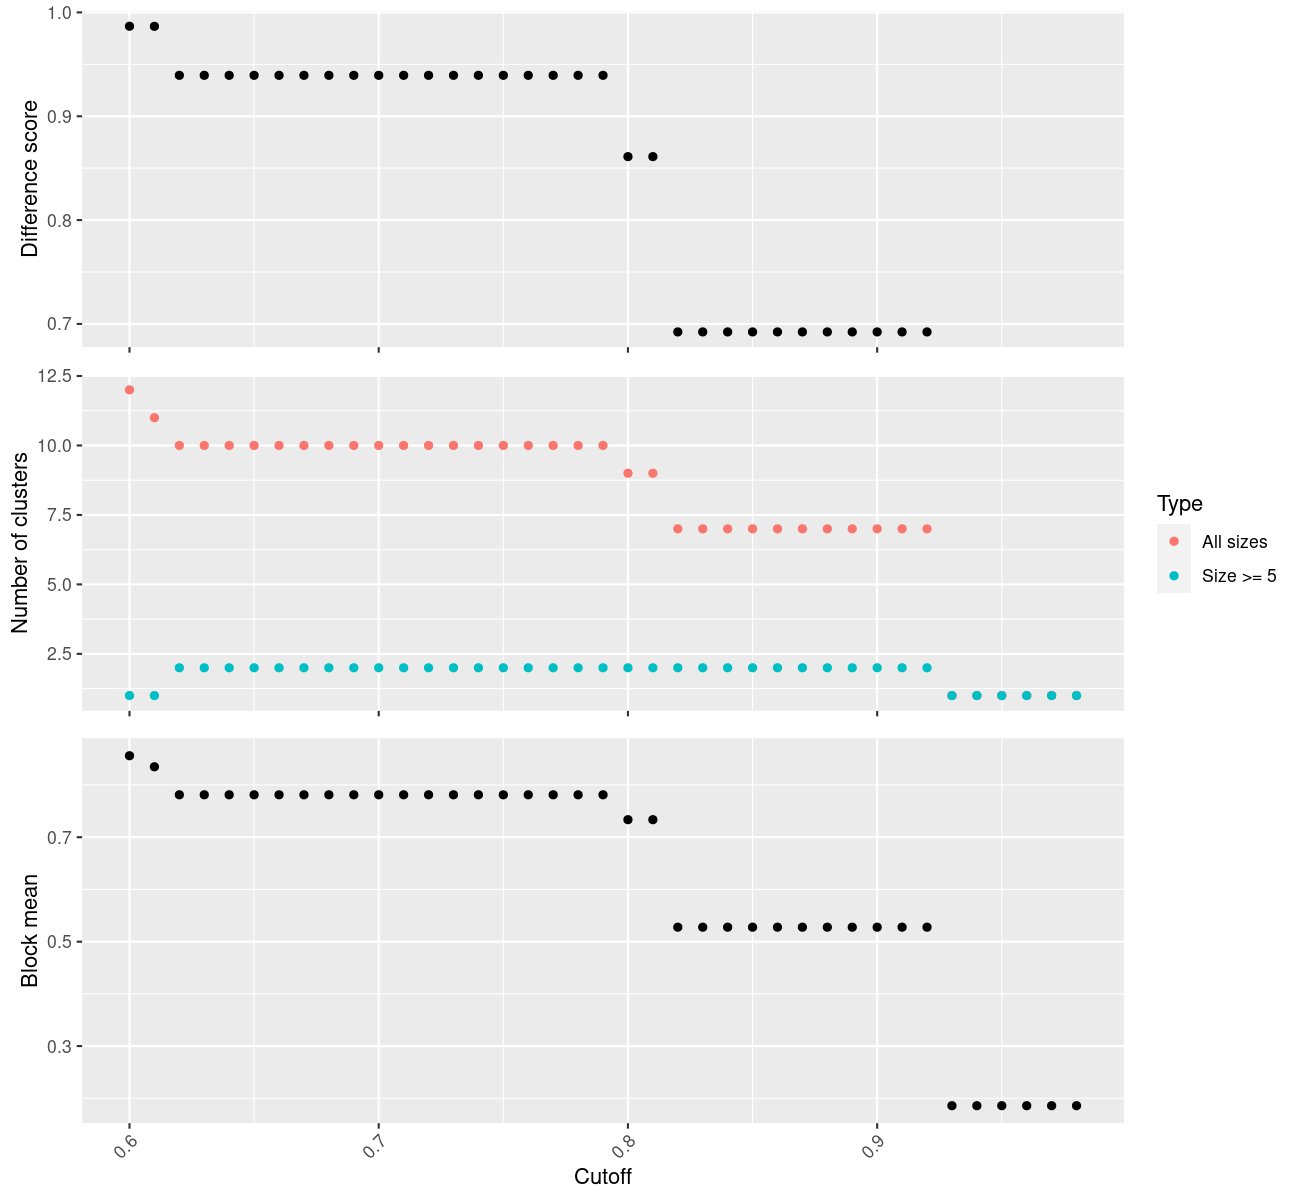 1.0
0.9
0.8
0.7
Difference score
12.5
10.0
7.5
5.0
2.5
Number of clusters
Type
All sizes
Size >= 5
0.7
0.5
0.3
Block mean
0.6
0.7
0.8
0.9
Cutoff